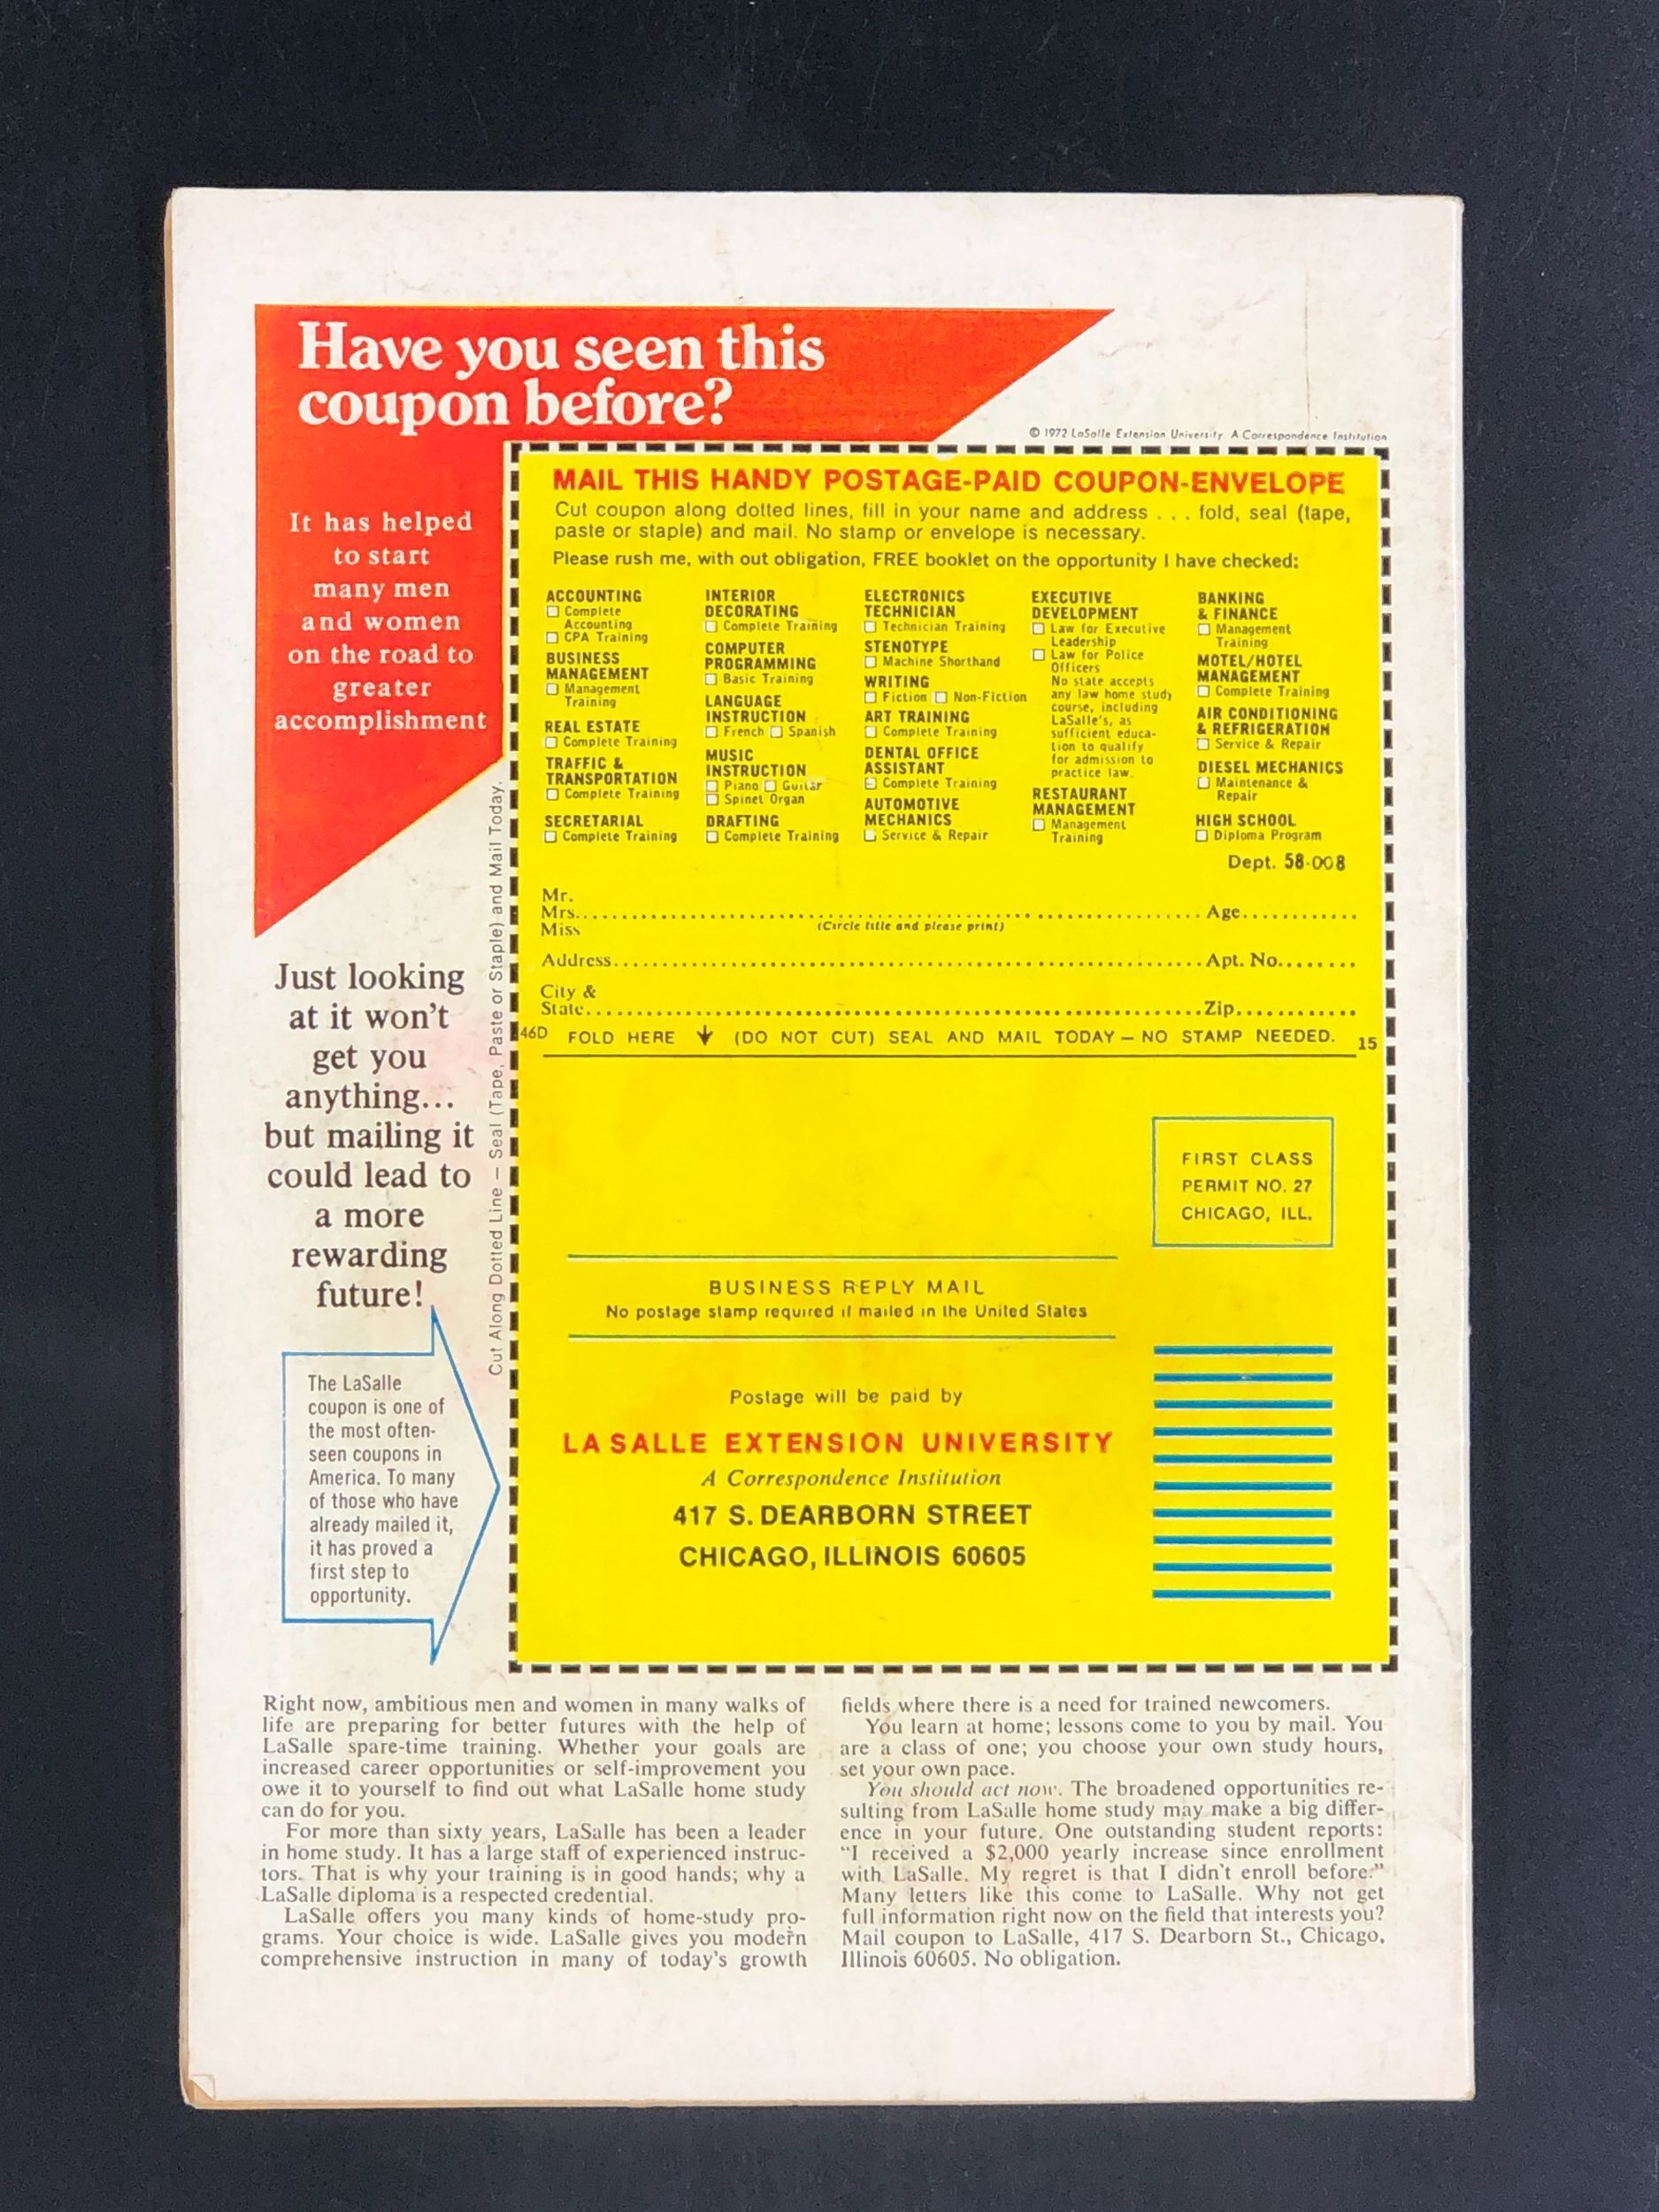 Have you seen this
coupon before?
© 1972 LaSalle Extension University A Correspondence Institution
It has helped
to start
many men
and women
on the road to
greater
accomplishment
Just looking
at it won't
get you
anything...
but mailing it
could lead to
a more
rewarding
future!
The LaSalle
coupon is one of
the most often-
seen coupons in
America. To many
of those who have
already mailed it,
it has proved a
first step to
opportunity.
Cut Along Dotted Line – Seal (Tape, Paste or Staple) and Mail Today.
MAIL THIS HANDY POSTAGE-PAID COUPON-ENVELOPE
Cut coupon along dotted lines, fill in your name and address . . . fold, seal (tape,
paste or staple) and mail. No stamp or envelope is necessary.
Please rush me, with out obligation, FREE booklet on the opportunity I have checked:
ACCOUNTING
☐ Complete
Accounting
☐ CPA Training
BUSINESS
MANAGEMENT
☐ Management
Training
REAL ESTATE
☐ Complete Training
TRAFFIC &
TRANSPORTATION
☐ Complete Training
SECRETARIAL
☐ Complete Training
INTERIOR
DECORATING
☐ Complete Training
COMPUTER
PROGRAMMING
☐ Basic Training
LANGUAGE
INSTRUCTION
☐ French ☐ Spanish
MUSIC
INSTRUCTION
☐ Piano ☐ Guitar
☐ Spinet Organ
DRAFTING
☐ Complete Training
ELECTRONICS
TECHNICIAN
☐ Technician Training
STENOTYPE
☐ Machine Shorthand
WRITING
☐ Fiction ☐ Non-Fiction
ART TRAINING
☐ Complete Training
DENTAL OFFICE
ASSISTANT
☐ Complete Training
AUTOMOTIVE
MECHANICS
☐ Service & Repair
EXECUTIVE
DEVELOPMENT
☐ Law for Executive
Leadership
☐ Law for Police
Officers
No state accepts
any law home study
course, including
LaSalle's, as
sufficient educa-
tion to qualify
for admission to
practice law.
RESTAURANT
MANAGEMENT
☐ Management
Training
BANKING
& FINANCE
☐ Management
Training
MOTEL/HOTEL
MANAGEMENT
☐ Complete Training
AIR CONDITIONING
& REFRIGERATION
☐ Service & Repair
DIESEL MECHANICS
☐ Maintenance &
Repair
HIGH SCHOOL
☐ Diploma Program
Dept. 58-008
Mr.
Mrs. Age
Miss (Circle title and please print)
Address Apt. No.
City &
State Zip
46D FOLD HERE ↓ (DO NOT CUT) SEAL AND MAIL TODAY – NO STAMP NEEDED. 15
FIRST CLASS
PERMIT NO. 27
CHICAGO, ILL.
BUSINESS REPLY MAIL
No postage stamp required if mailed in the United States
Postage will be paid by
LA SALLE EXTENSION UNIVERSITY
A Correspondence Institution
417 S. DEARBORN STREET
CHICAGO, ILLINOIS 60605
Right now, ambitious men and women in many walks of
life are preparing for better futures with the help of
LaSalle spare-time training. Whether your goals are
increased career opportunities or self-improvement you
owe it to yourself to find out what LaSalle home study
can do for you.
For more than sixty years, LaSalle has been a leader
in home study. It has a large staff of experienced instruc-
tors. That is why your training is in good hands; why a
LaSalle diploma is a respected credential.
LaSalle offers you many kinds of home-study pro-
grams. Your choice is wide. LaSalle gives you modern
comprehensive instruction in many of today's growth
fields where there is a need for trained newcomers.
You learn at home; lessons come to you by mail. You
are a class of one; you choose your own study hours,
set your own pace.
You should act now. The broadened opportunities re-
sulting from LaSalle home study may make a big differ-
ence in your future. One outstanding student reports:
"I received a $2,000 yearly increase since enrollment
with LaSalle. My regret is that I didn't enroll before."
Many letters like this come to LaSalle. Why not get
full information right now on the field that interests you?
Mail coupon to LaSalle, 417 S. Dearborn St., Chicago,
Illinois 60605. No obligation.